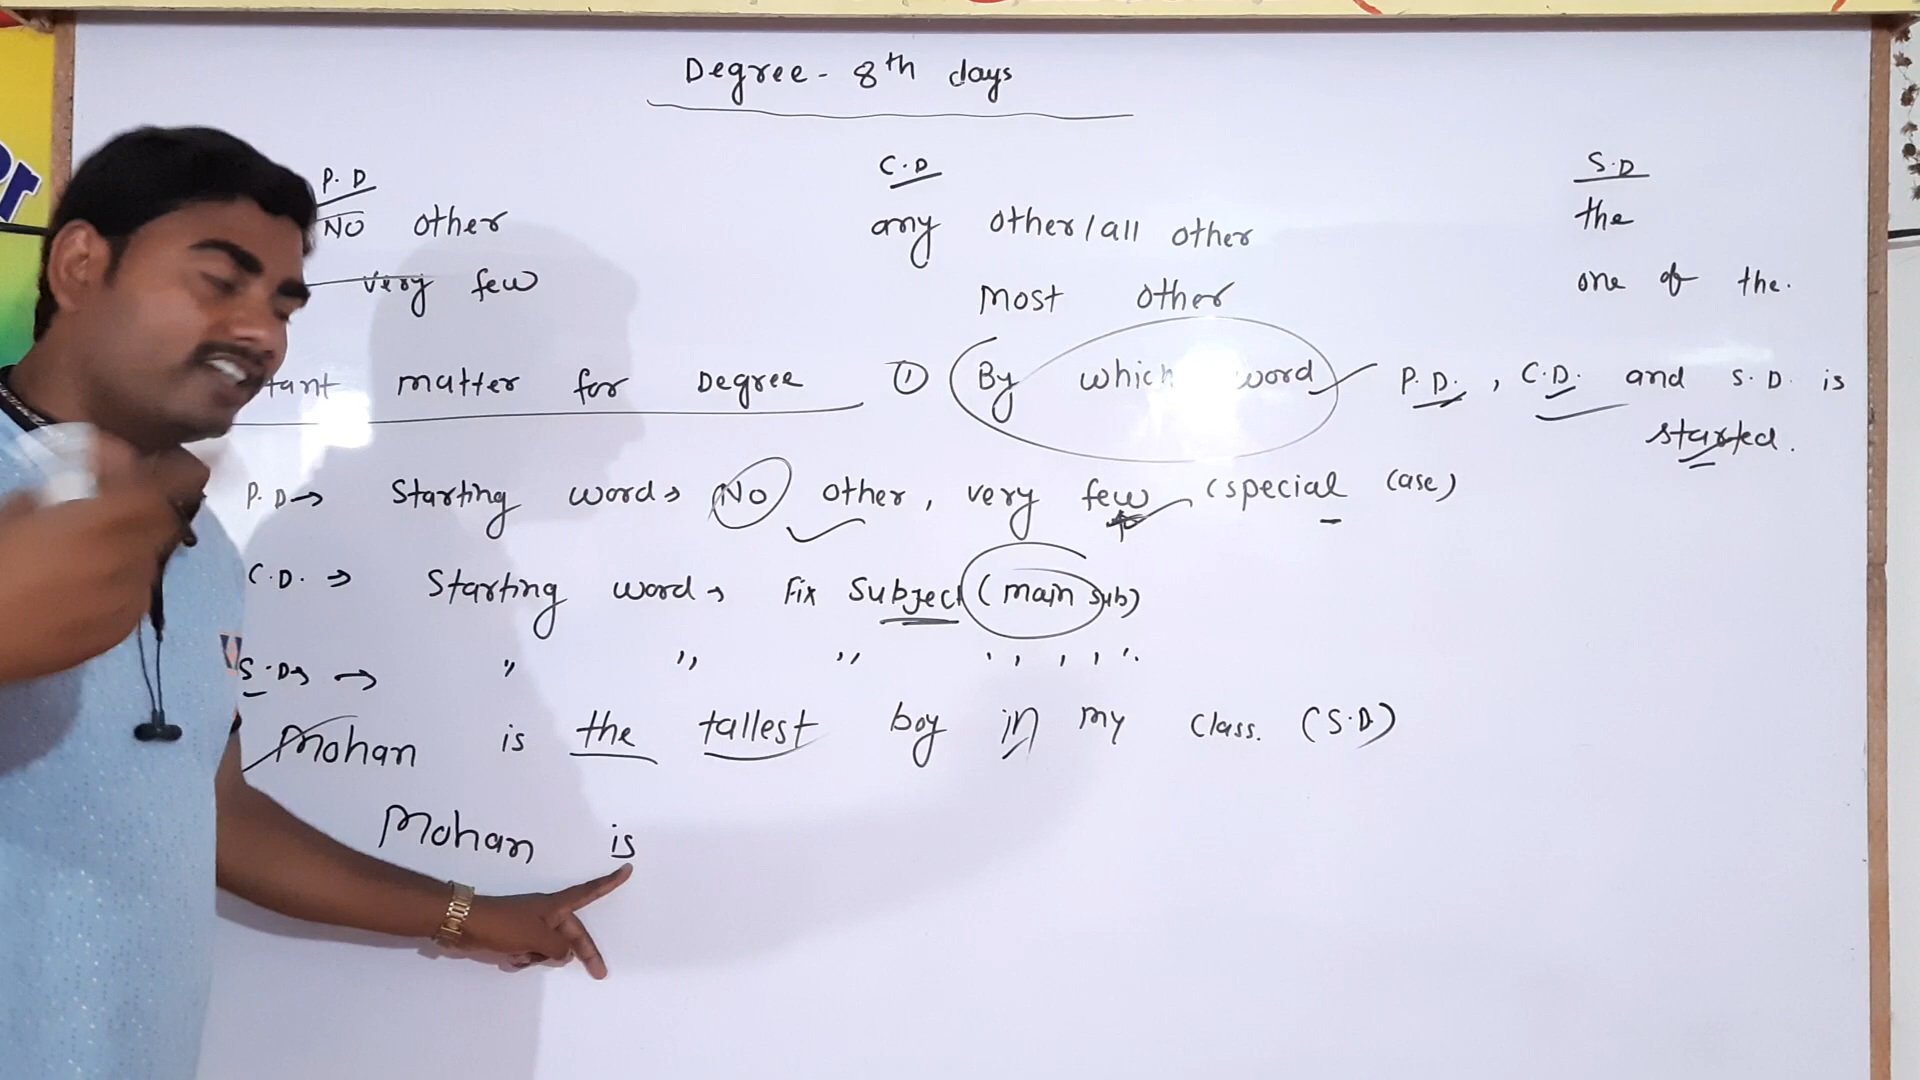 Degree - 8th days
P. D C.D S.D
NO other any other/all other the
very few most other one of the.
matter for Degree ① By which word P.D., C.D. and S.D. is
started.
P.D→ Starting word→ No other, very few (special case)
C.D. → Starting word→ Fix Subject (main sub)
S.D→ → " " " " " " "
Mohan is the tallest boy in my class. (S.D)
Mohan is